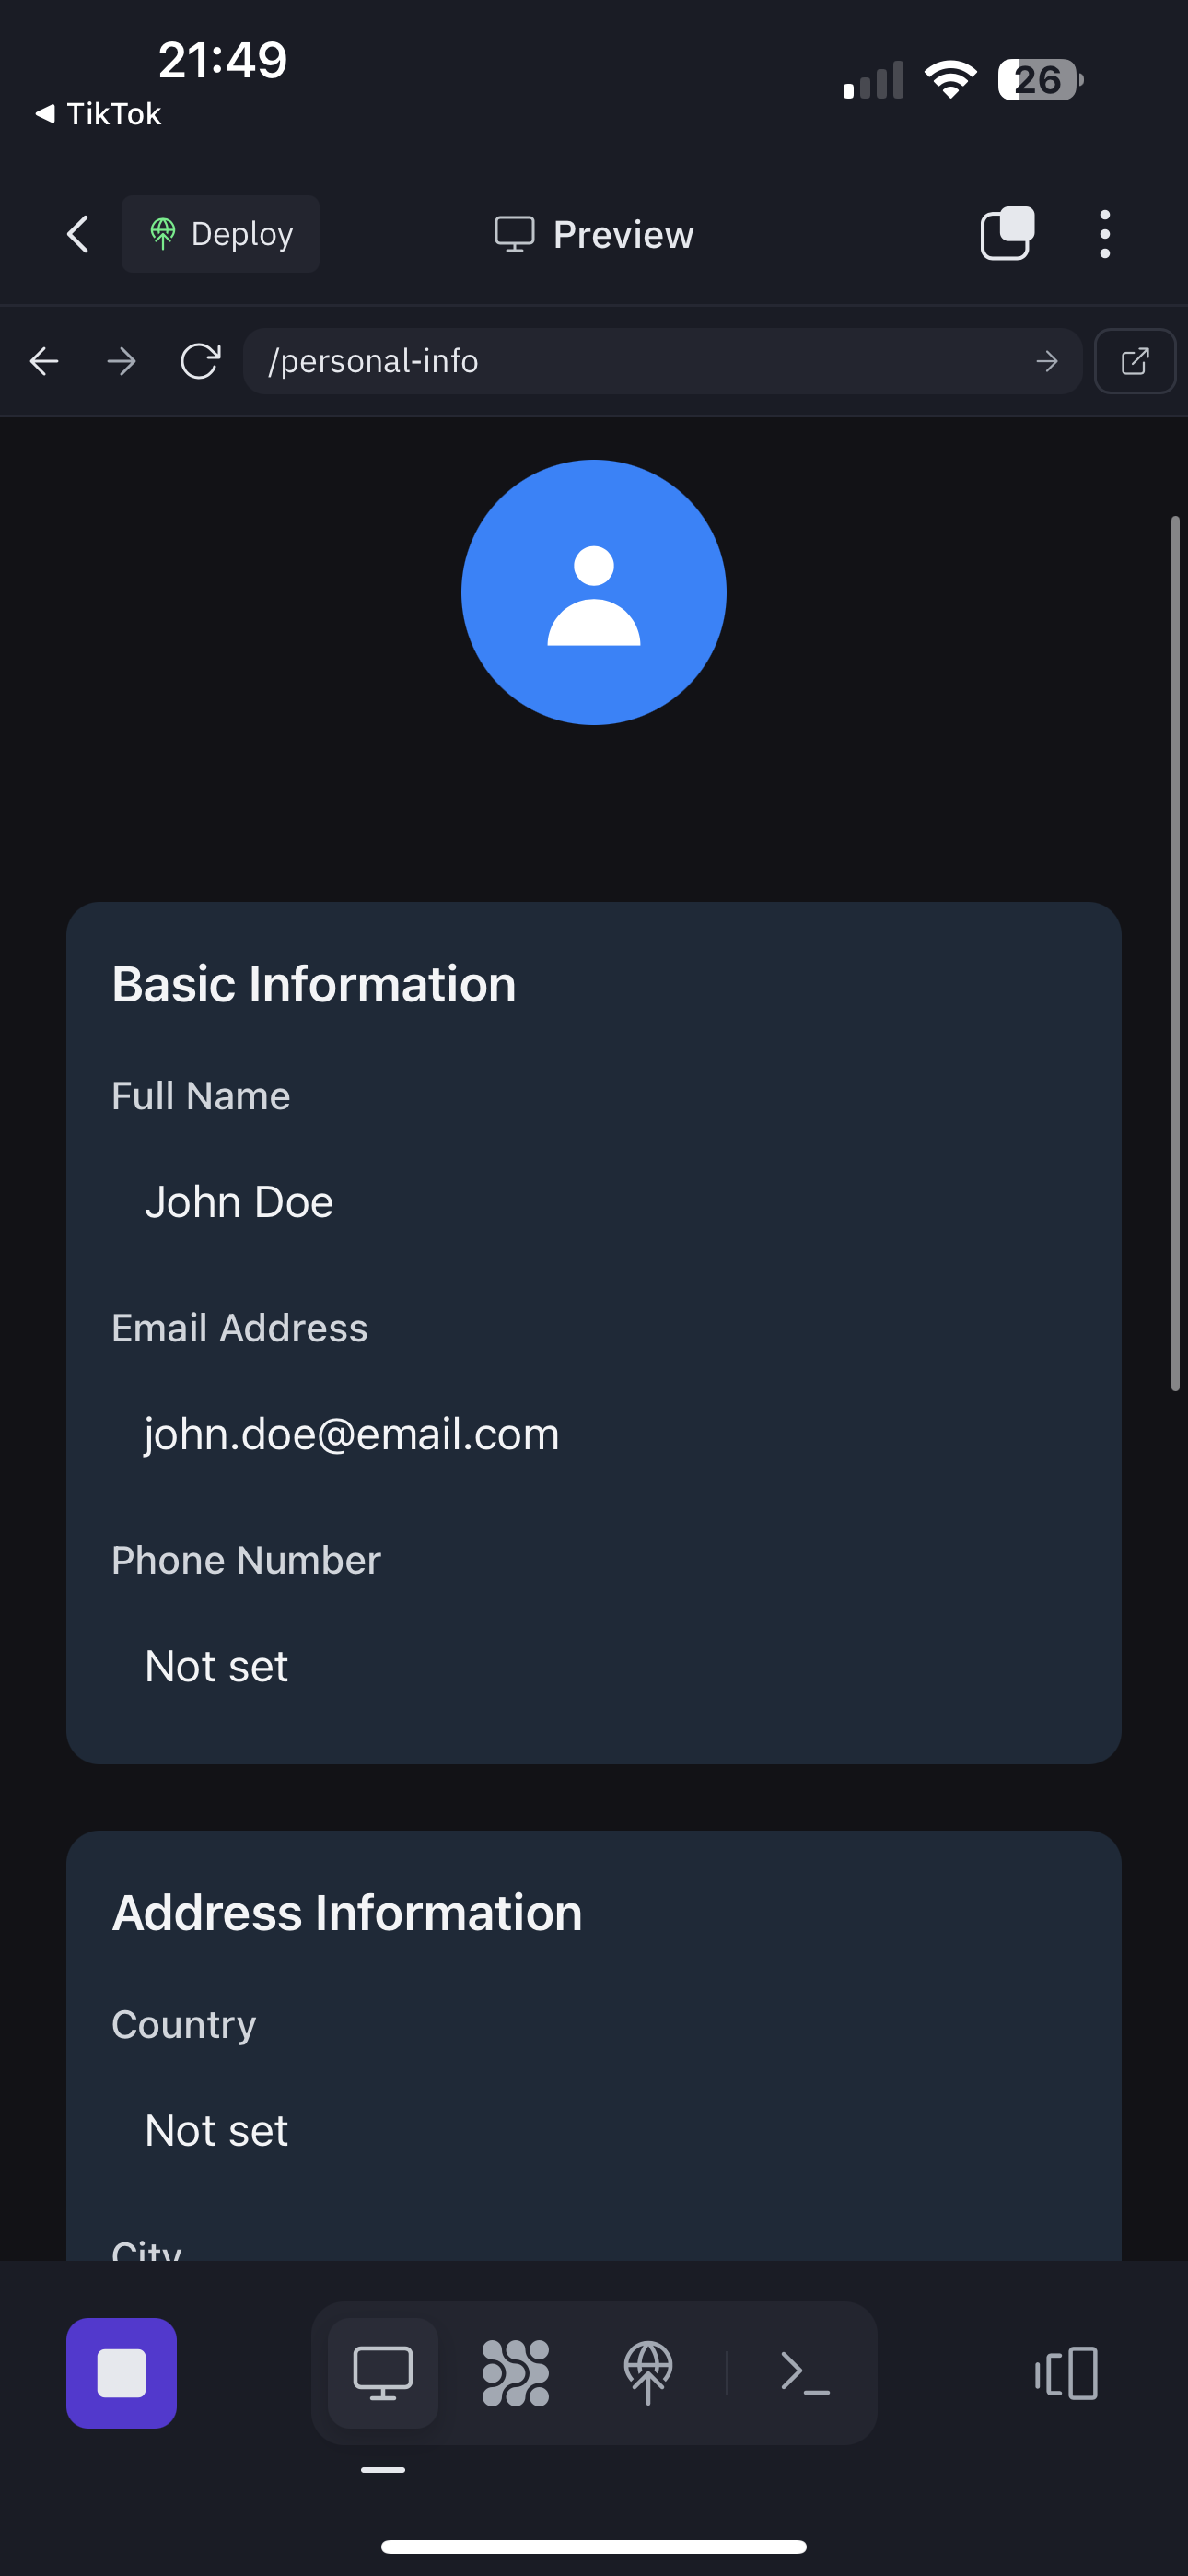 21:49
26
◀ TikTok
Deploy
Preview
/personal-info
Basic Information
Full Name
John Doe
Email Address
john.doe@email.com
Phone Number
Not set
Address Information
Country
Not set
City